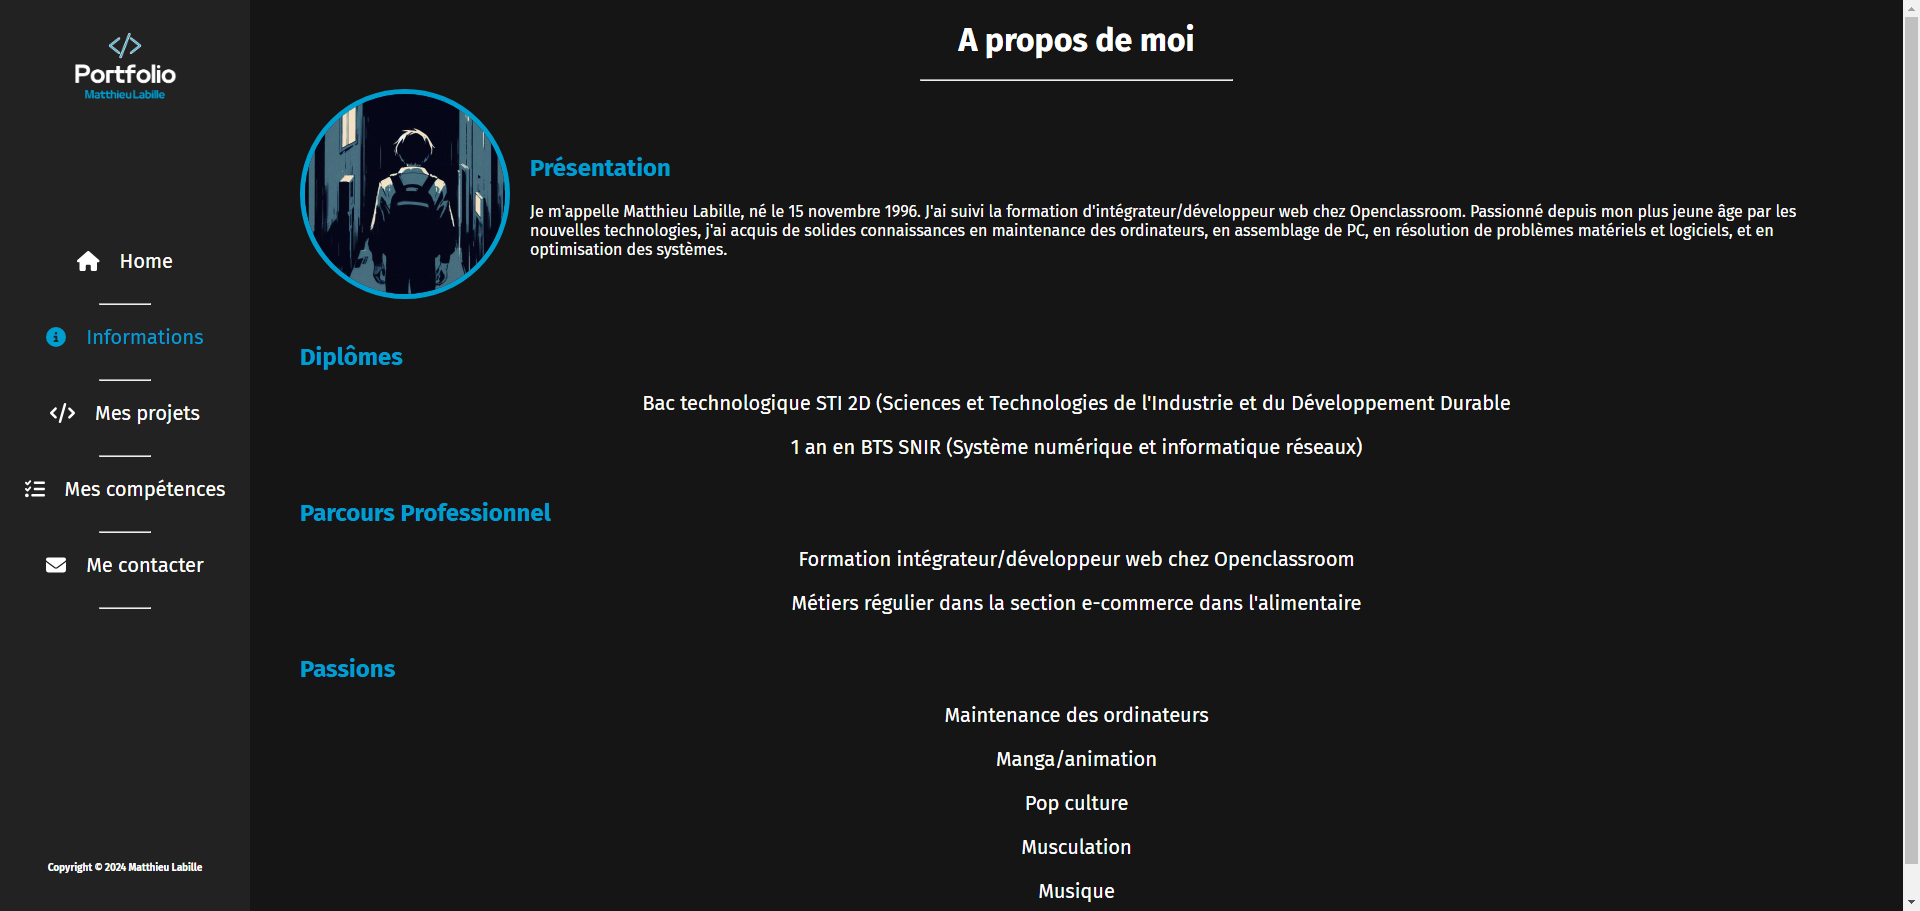 Portfolio
Matthieu Labille
Home
Informations
Mes projets
Mes compétences
Me contacter
Copyright © 2024 Matthieu Labille
A propos de moi
Présentation
Je m'appelle Matthieu Labille, né le 15 novembre 1996. J'ai suivi la formation d'intégrateur/développeur web chez Openclassroom. Passionné depuis mon plus jeune âge par les
nouvelles technologies, j'ai acquis de solides connaissances en maintenance des ordinateurs, en assemblage de PC, en résolution de problèmes matériels et logiciels, et en
optimisation des systèmes.
Diplômes
Bac technologique STI 2D (Sciences et Technologies de l'Industrie et du Développement Durable
1 an en BTS SNIR (Système numérique et informatique réseaux)
Parcours Professionnel
Formation intégrateur/développeur web chez Openclassroom
Métiers régulier dans la section e-commerce dans l'alimentaire
Passions
Maintenance des ordinateurs
Manga/animation
Pop culture
Musculation
Musique